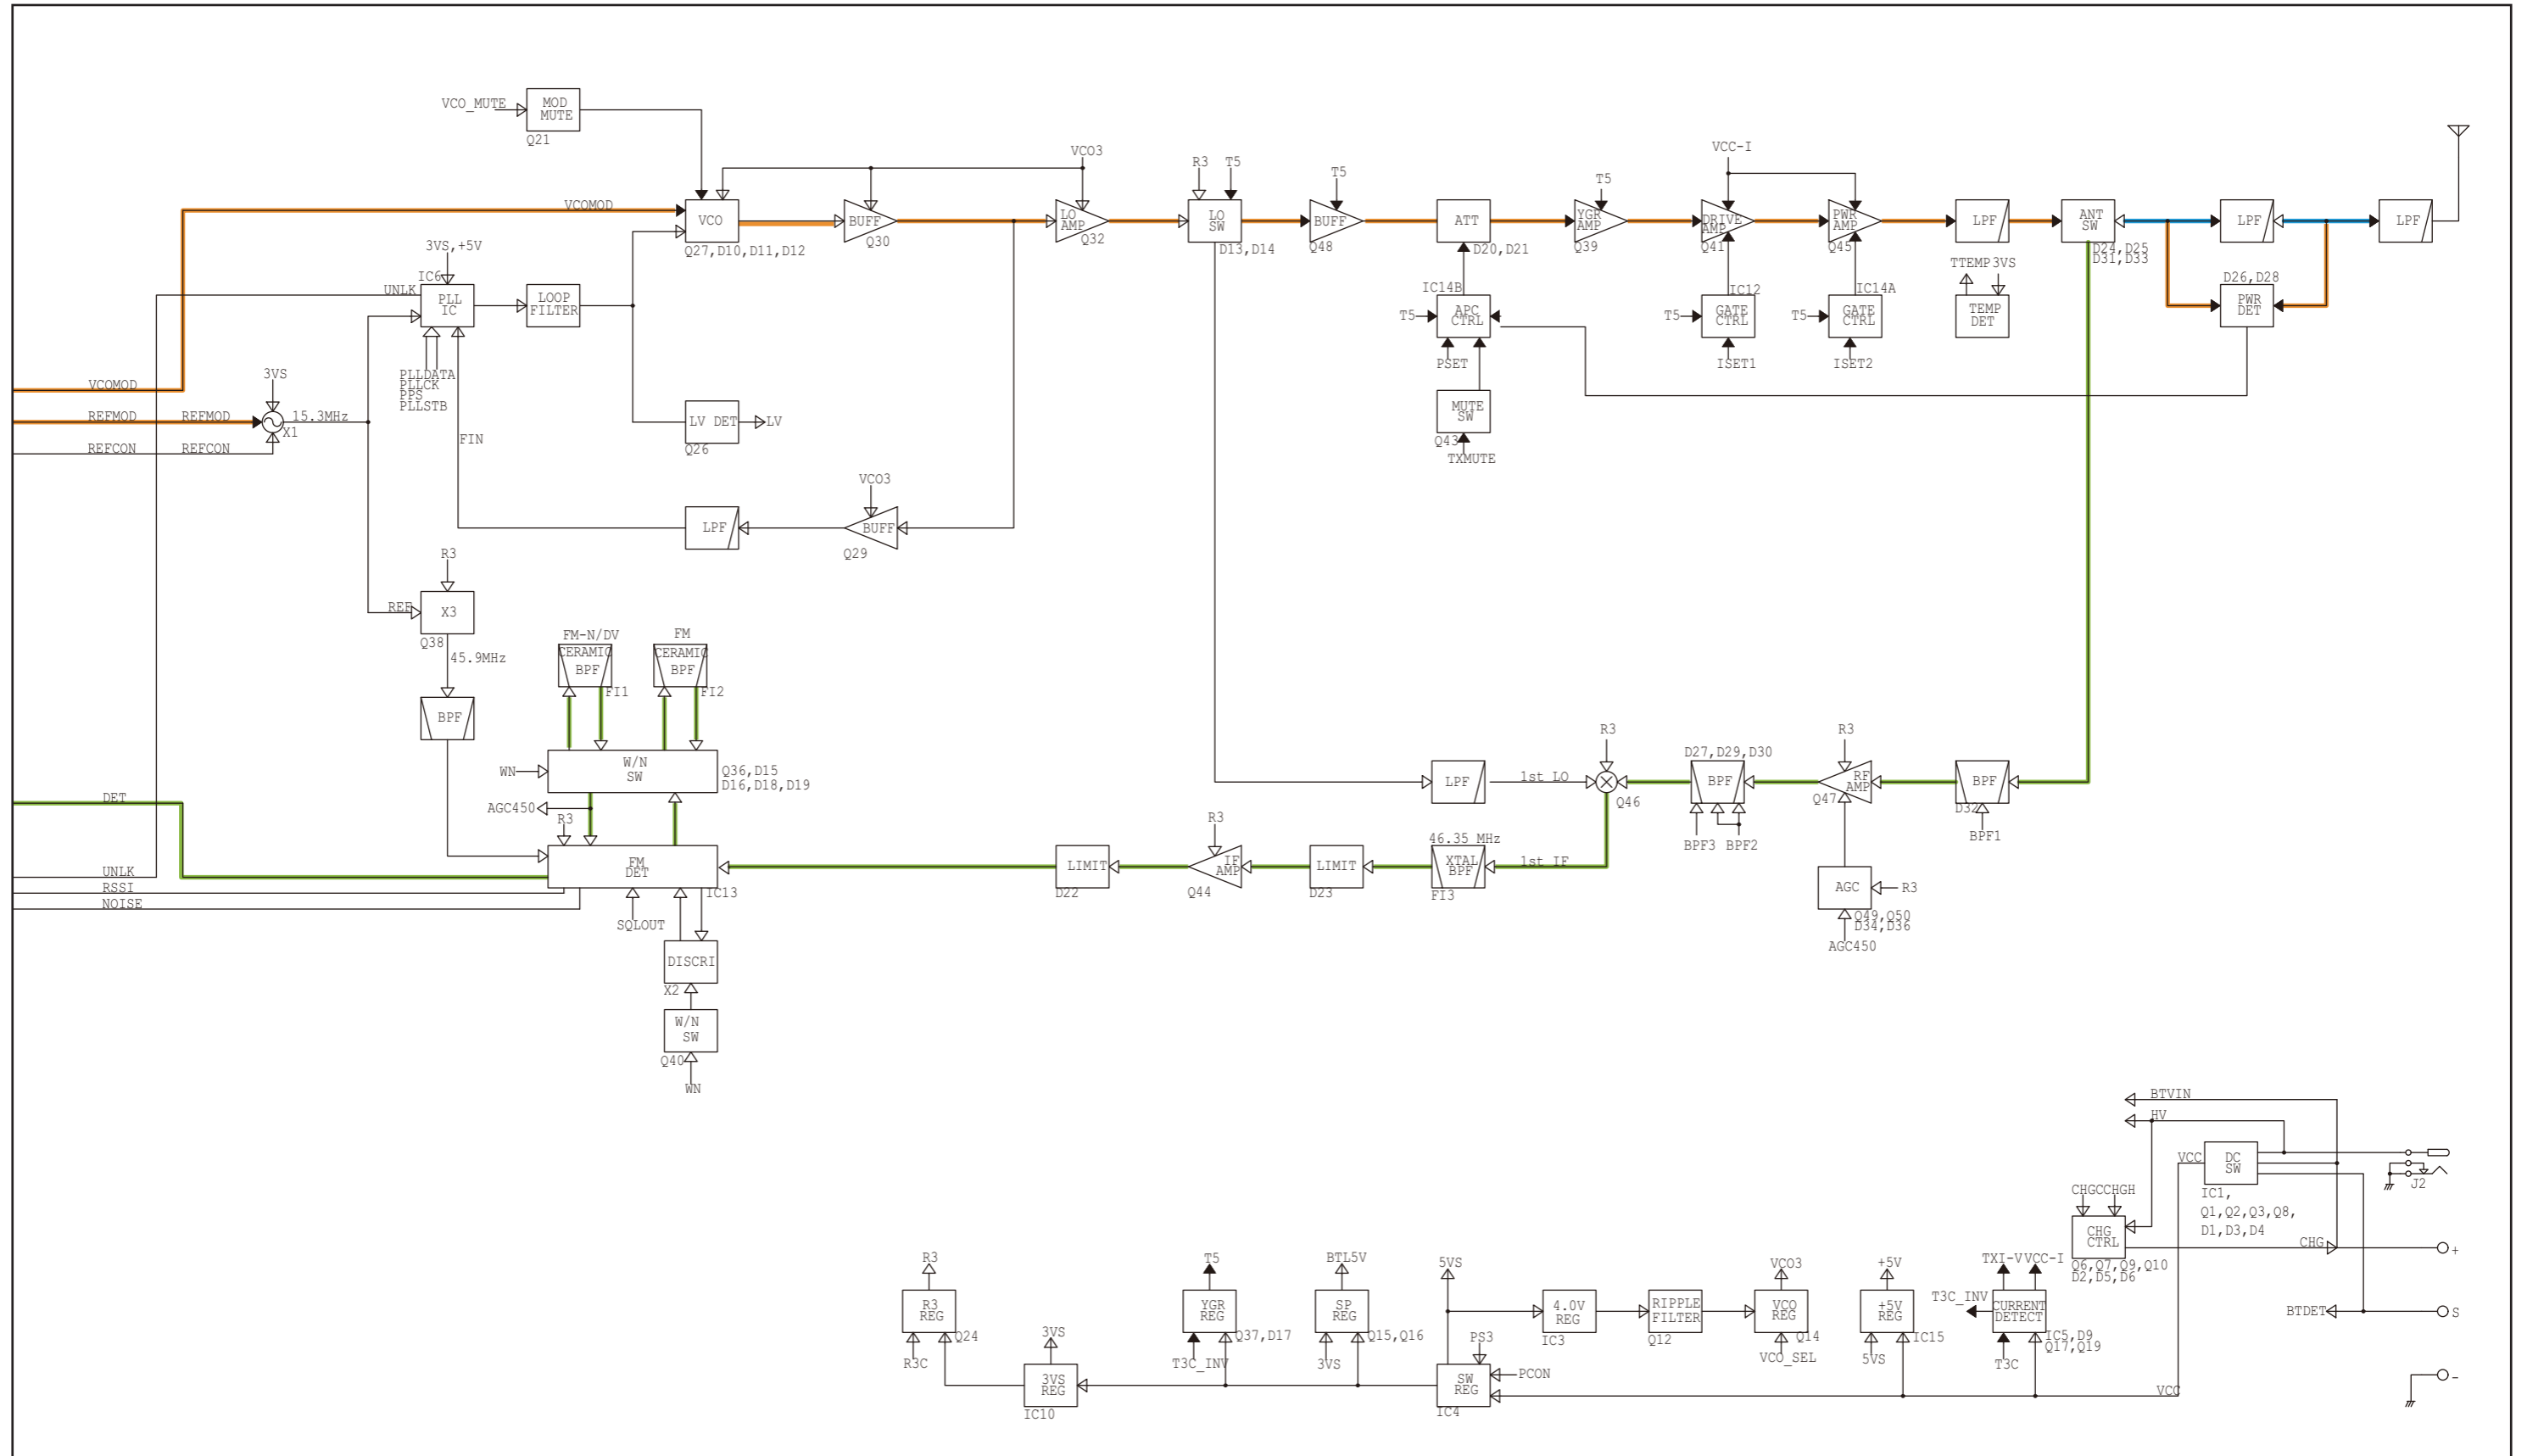 VCO_MUTE
MOD
MUTE
Q21
VCO3
VCOMOD
VCO
Q27,D10,D11,D12
BUFF
Q30
LO
AMP
Q32
R3
T5
LO
SW
D13,D14
T5
BUFF
Q48
ATT
D20,D21
T5
YGR
AMP
Q39
VCC-I
DRIVE
AMP
Q41
PWR
AMP
Q45
LPF
ANT
SW
D24,D25
D31,D33
LPF
LPF
3VS,+5V
IC6
UNLK
PLL
IC
LOOP
FILTER
PLLDATA
PLLCK
PPS
PLLSTB
IC14B
T5
APC
CTRL
PSET
MUTE
SW
Q43
TXMUTE
IC12
T5
GATE
CTRL
ISET1
IC14A
T5
GATE
CTRL
ISET2
TTEMP
3VS
TEMP
DET
D26,D28
PWR
DET
VCOMOD
REFMOD
REFMOD
REFCON
REFCON
3VS
15.3MHz
X1
FIN
LV DET
LV
Q26
VCO3
LPF
BUFF
Q29
R3
REF
X3
Q38
45.9MHz
BPF
FM-N/DV
CERAMIC
BPF
FI1
FM
CERAMIC
BPF
FI2
WN
W/N
SW
Q36,D15
D16,D18,D19
AGC450
R3
DET
FM
DET
IC13
UNLK
RSSI
NOISE
SQLOUT
DISCRI
X2
W/N
SW
Q40
WN
LPF
1st LO
R3
Q46
D27,D29,D30
BPF
BPF3
BPF2
R3
RF
AMP
Q47
BPF
D32
BPF1
LIMIT
D22
R3
IF
AMP
Q44
LIMIT
D23
46.35 MHz
XTAL
BPF
FI3
1st IF
AGC
R3
Q49,Q50
D34,D36
AGC450
BTVIN
HV
VCC
DC
SW
IC1,
Q1,Q2,Q3,Q8,
D1,D3,D4
J2
CHGC
CHGH
CHG
CTRL
Q6,Q7,Q9,Q10
D2,D5,D6
CHG
+
BTDET
S
-
R3
R3
REG
Q24
R3C
3VS
3VS
REG
IC10
T5
YGR
REG
Q37,D17
T3C_INV
BTL5V
SP
REG
Q15,Q16
3VS
5VS
PS3
SW
REG
IC4
PCON
4.0V
REG
IC3
RIPPLE
FILTER
Q12
VCO3
VCO
REG
Q14
VCO_SEL
+5V
+5V
REG
IC15
5VS
TXI-V
VCC-I
T3C_INV
CURRENT
DETECT
IC5,D9
Q17,Q19
T3C
VCC